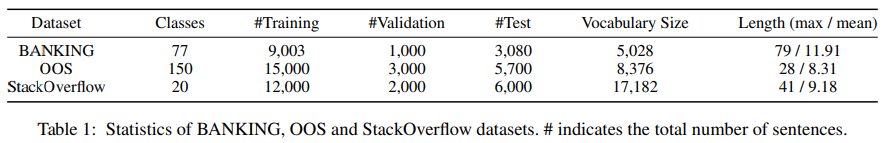 Dataset Classes #Training #Validation #Test Vocabulary Size Length (max / mean)
BANKING 77 9,003 1,000 3,080 5,028 79 / 11.91
OOS 150 15,000 3,000 5,700 8,376 28 / 8.31
StackOverflow 20 12,000 2,000 6,000 17,182 41 / 9.18
Table 1: Statistics of BANKING, OOS and StackOverflow datasets. # indicates the total number of sentences.